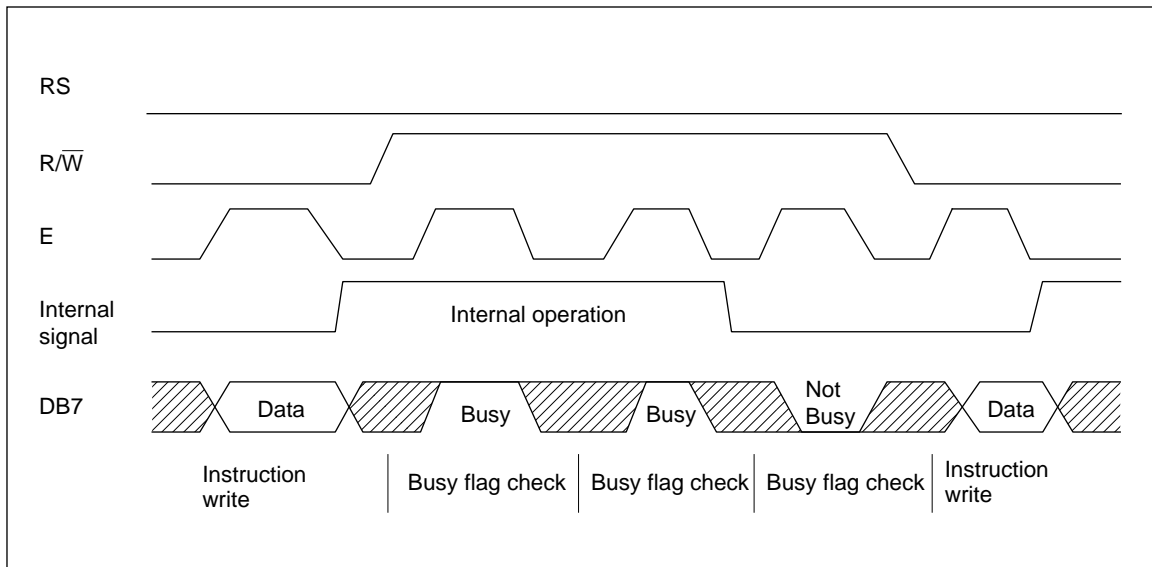 RS
R/W̅
E
Internal
signal
Internal operation
DB7
Data
Busy
Busy
Not
Busy
Data
Instruction
write
Busy flag check
Busy flag check
Busy flag check
Instruction
write